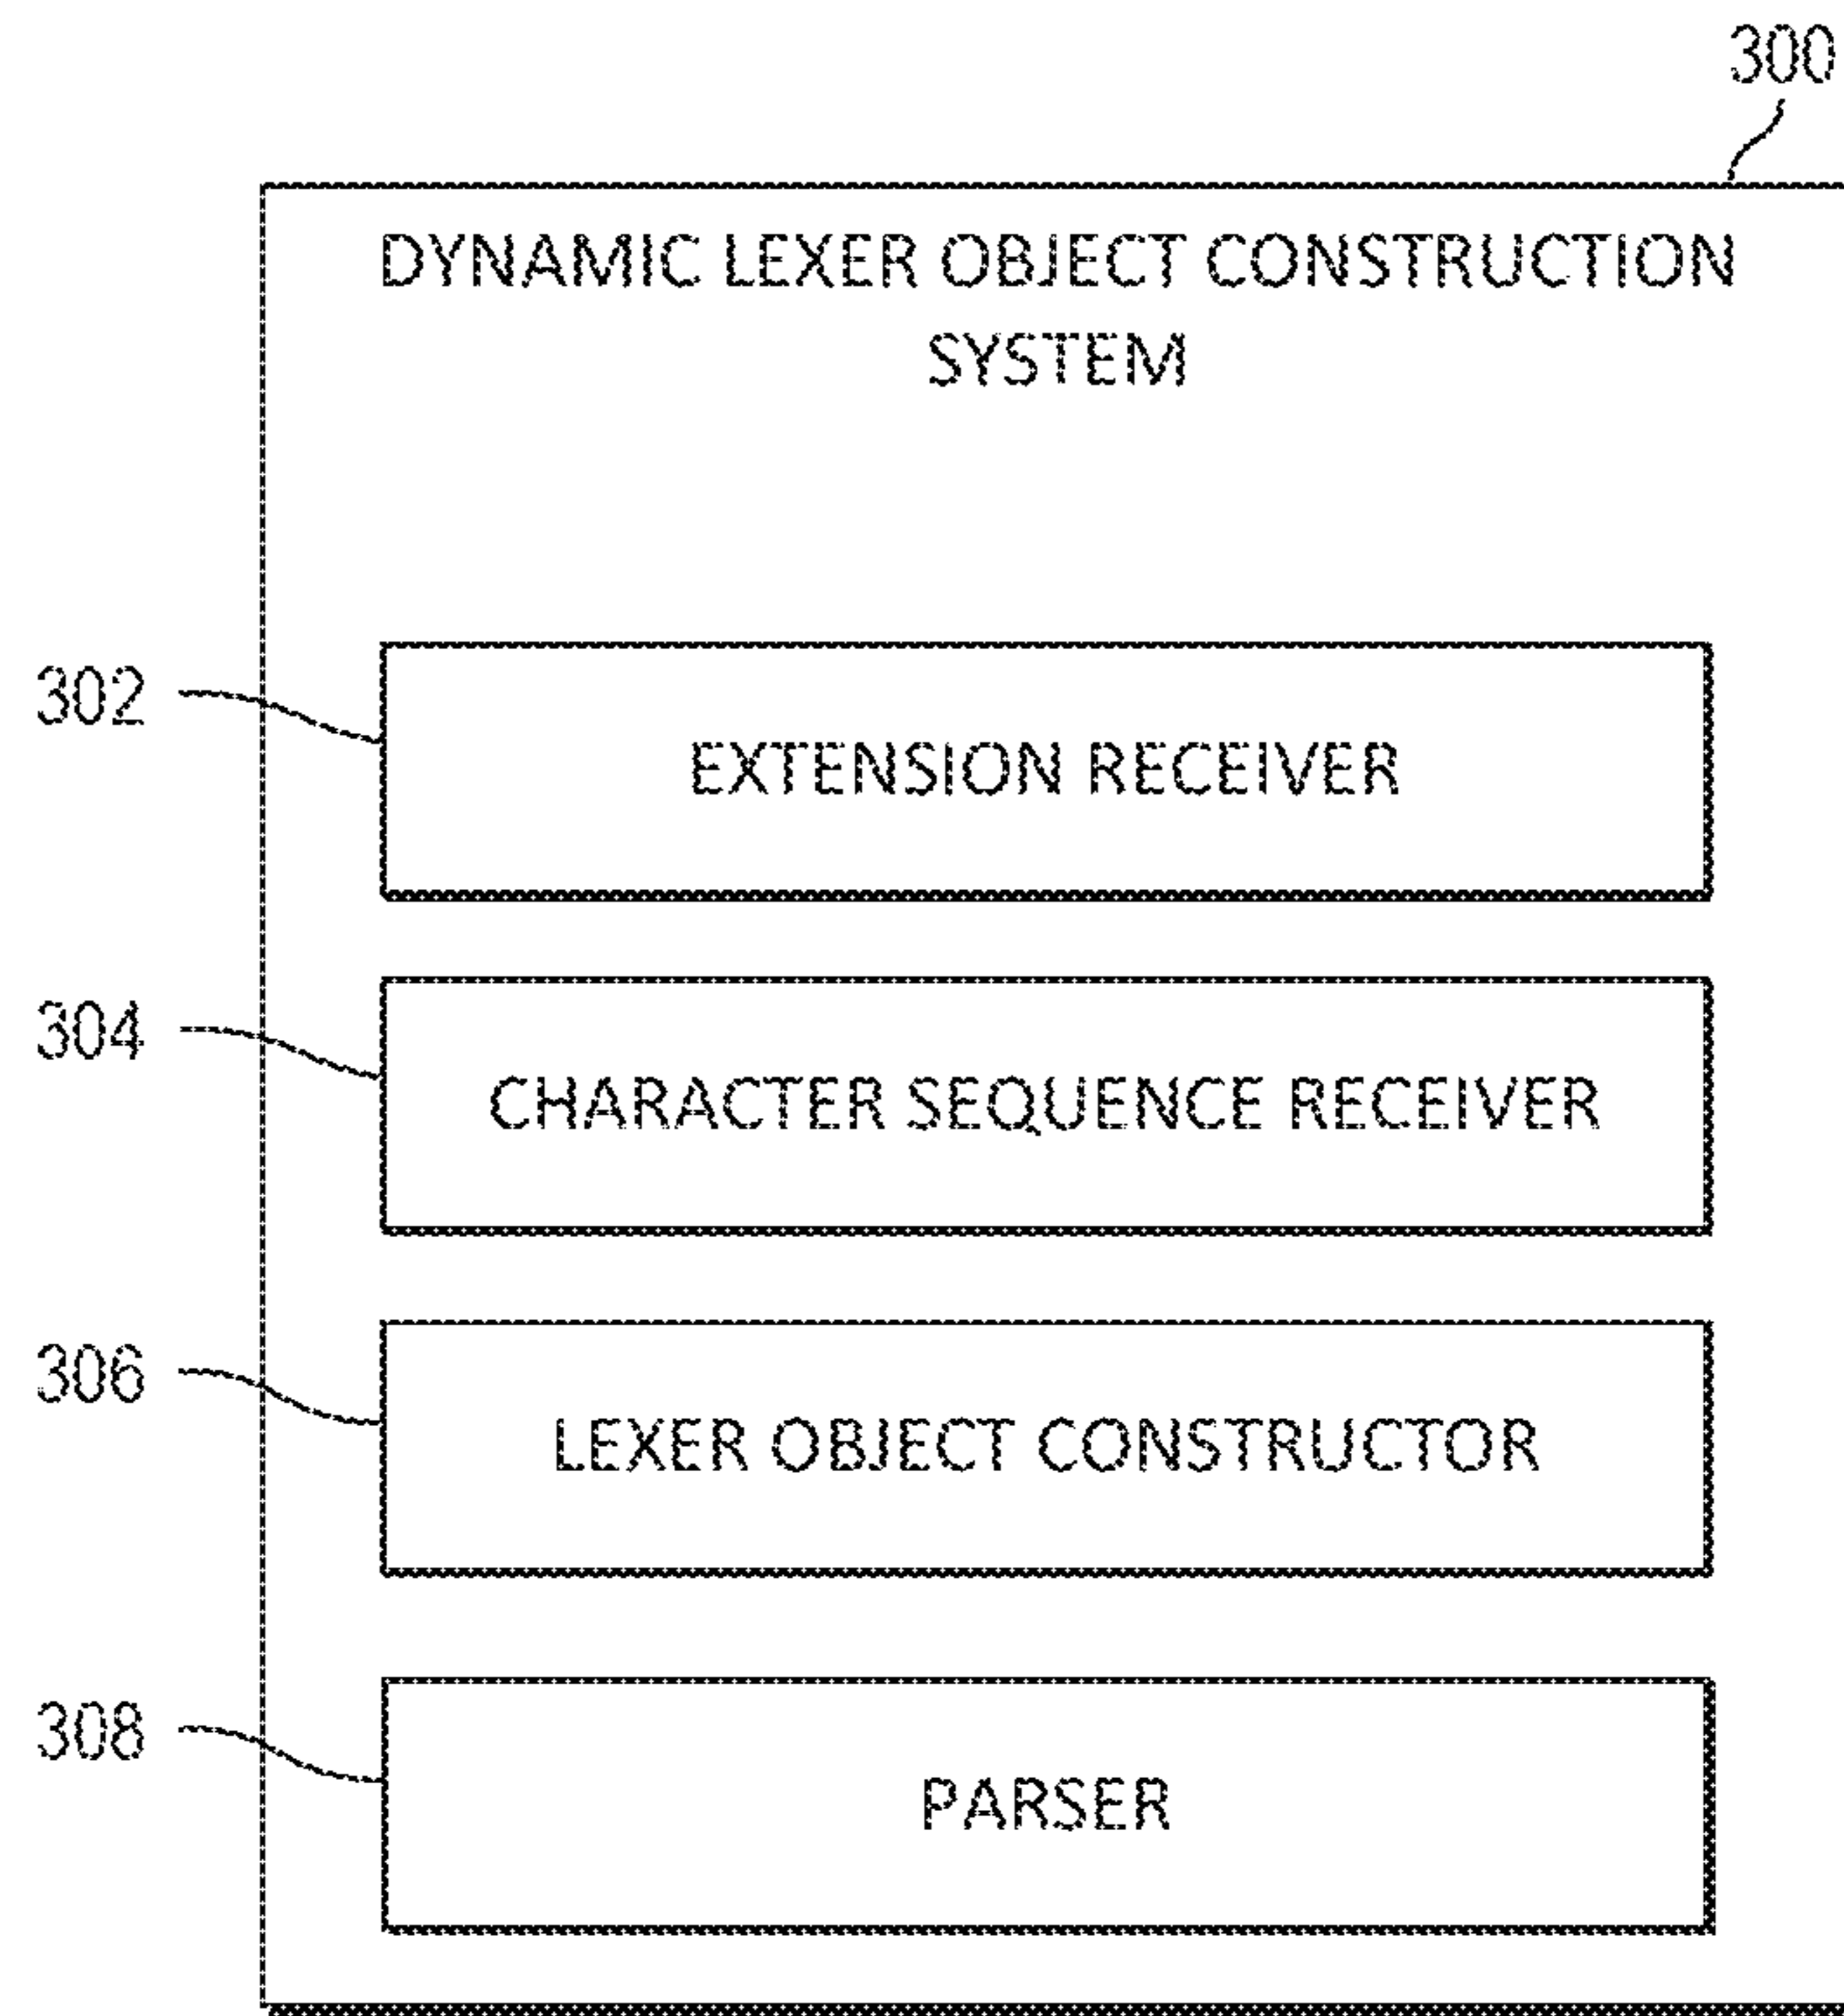 300
DYNAMIC LEXER OBJECT CONSTRUCTION
SYSTEM
302
EXTENSION RECEIVER
304
CHARACTER SEQUENCE RECEIVER
306
LEXER OBJECT CONSTRUCTOR
308
PARSER